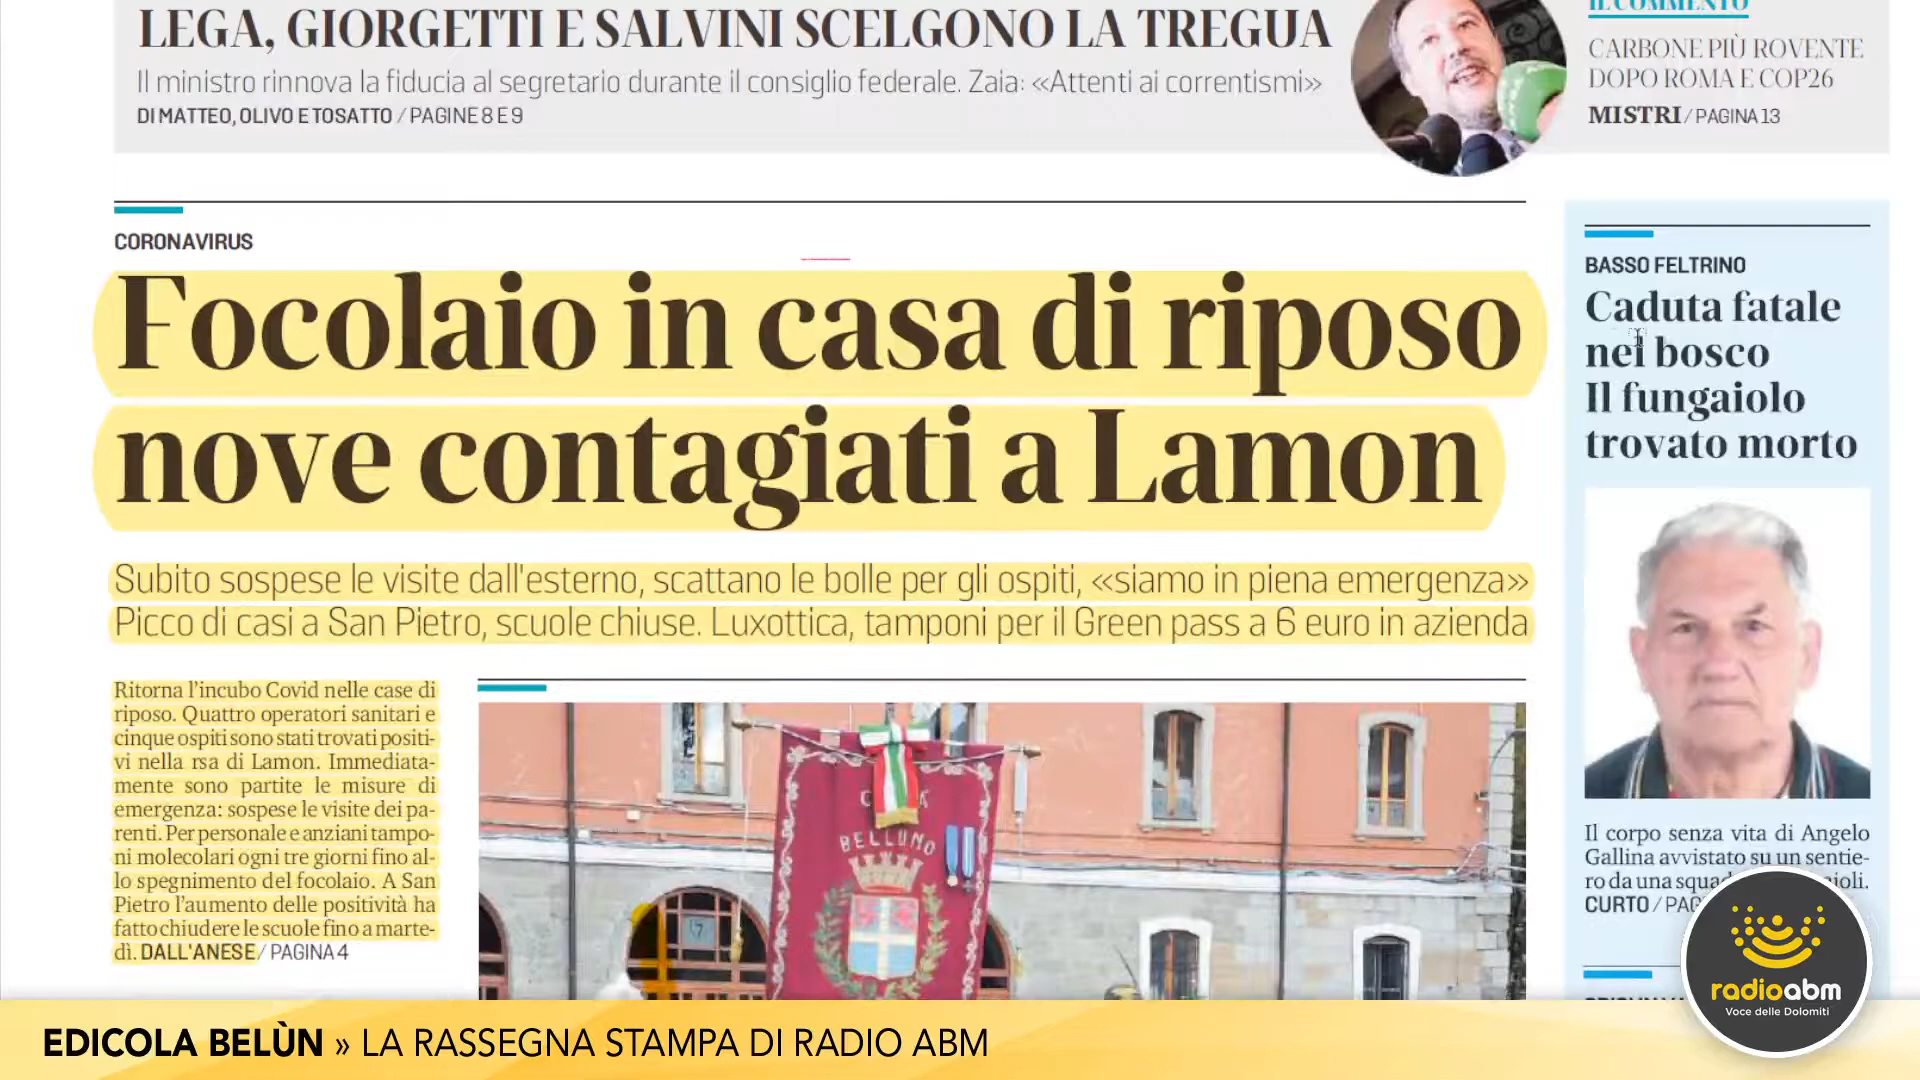 LEGA, GIORGETTI E SALVINI SCELGONO LA TREGUA
Il ministro rinnova la fiducia al segretario durante il consiglio federale. Zaia: «Attenti ai correntismi»
DI MATTEO, OLIVO E TOSATTO / PAGINE 8 E 9
IL COMMENTO
CARBONE PIÙ ROVENTE
DOPO ROMA E COP26
MISTRI / PAGINA 13
CORONAVIRUS
Focolaio in casa di riposo
nove contagiati a Lamon
Subito sospese le visite dall'esterno, scattano le bolle per gli ospiti, «siamo in piena emergenza»
Picco di casi a San Pietro, scuole chiuse. Luxottica, tamponi per il Green pass a 6 euro in azienda
Ritorna l'incubo Covid nelle case di
riposo. Quattro operatori sanitari e
cinque ospiti sono stati trovati positi-
vi nella rsa di Lamon. Immediata-
mente sono partite le misure di
emergenza: sospese le visite dei pa-
renti. Per personale e anziani tampo-
ni molecolari ogni tre giorni fino al-
lo spegnimento del focolaio. A San
Pietro l'aumento delle positività ha
fatto chiudere le scuole fino a marte-
dì. DALL'ANESE / PAGINA 4
BELLUNO
17
BASSO FELTRINO
Caduta fatale
nel bosco
Il fungaiolo
trovato morto
Il corpo senza vita di Angelo
Gallina avvistato su un sentie-
ro da una
CURTO
radioabm
Voce delle Dolomiti
EDICOLA BELÙN » LA RASSEGNA STAMPA DI RADIO ABM